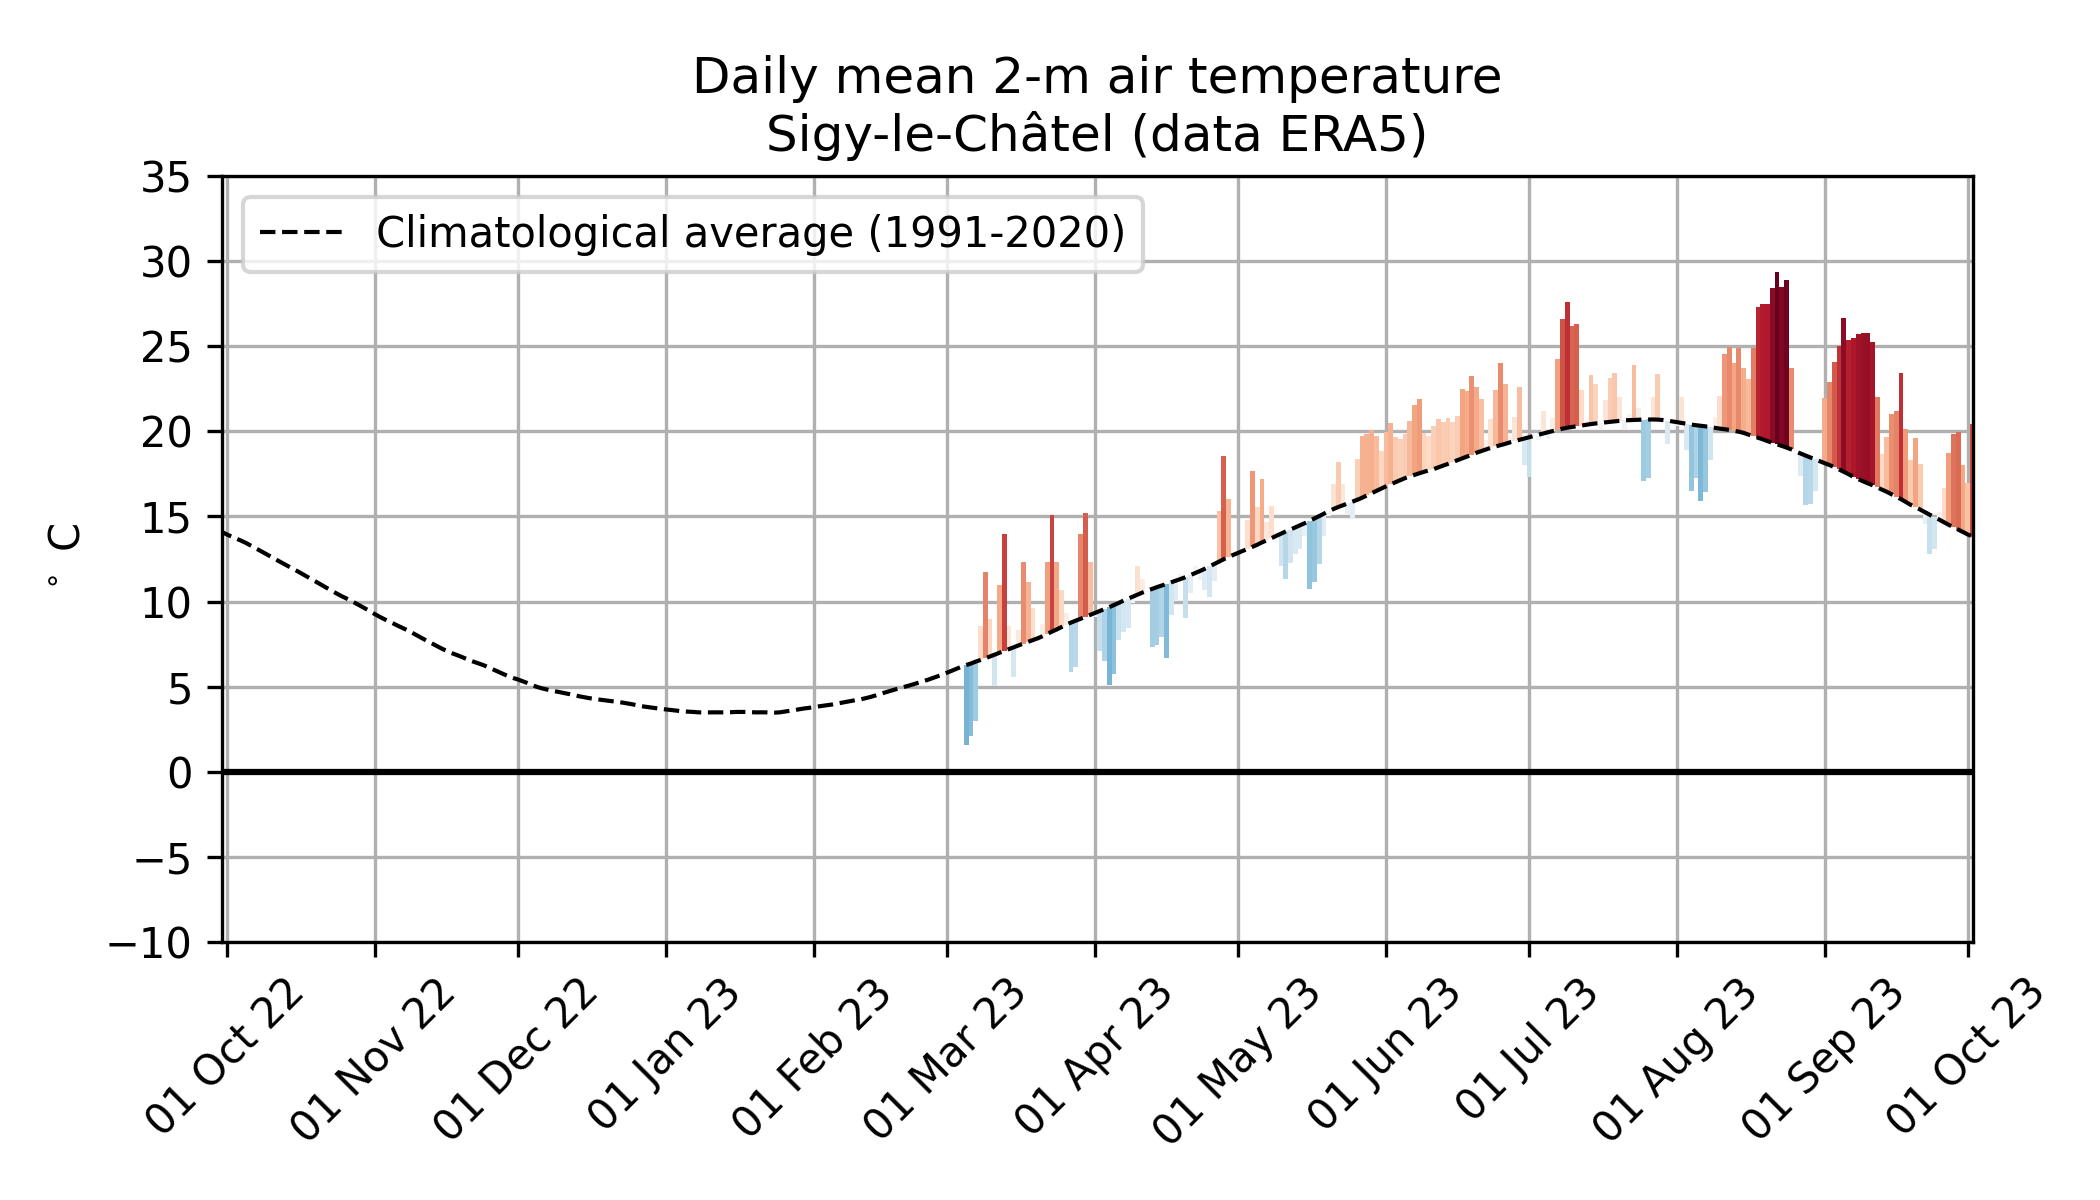 Daily mean 2-m air temperature
Sigy-le-Châtel (data ERA5)
Climatological average (1991-2020)
35
30
25
20
15
10
5
0
−5
−10
° C
01 Oct 22
01 Nov 22
01 Dec 22
01 Jan 23
01 Feb 23
01 Mar 23
01 Apr 23
01 May 23
01 Jun 23
01 Jul 23
01 Aug 23
01 Sep 23
01 Oct 23